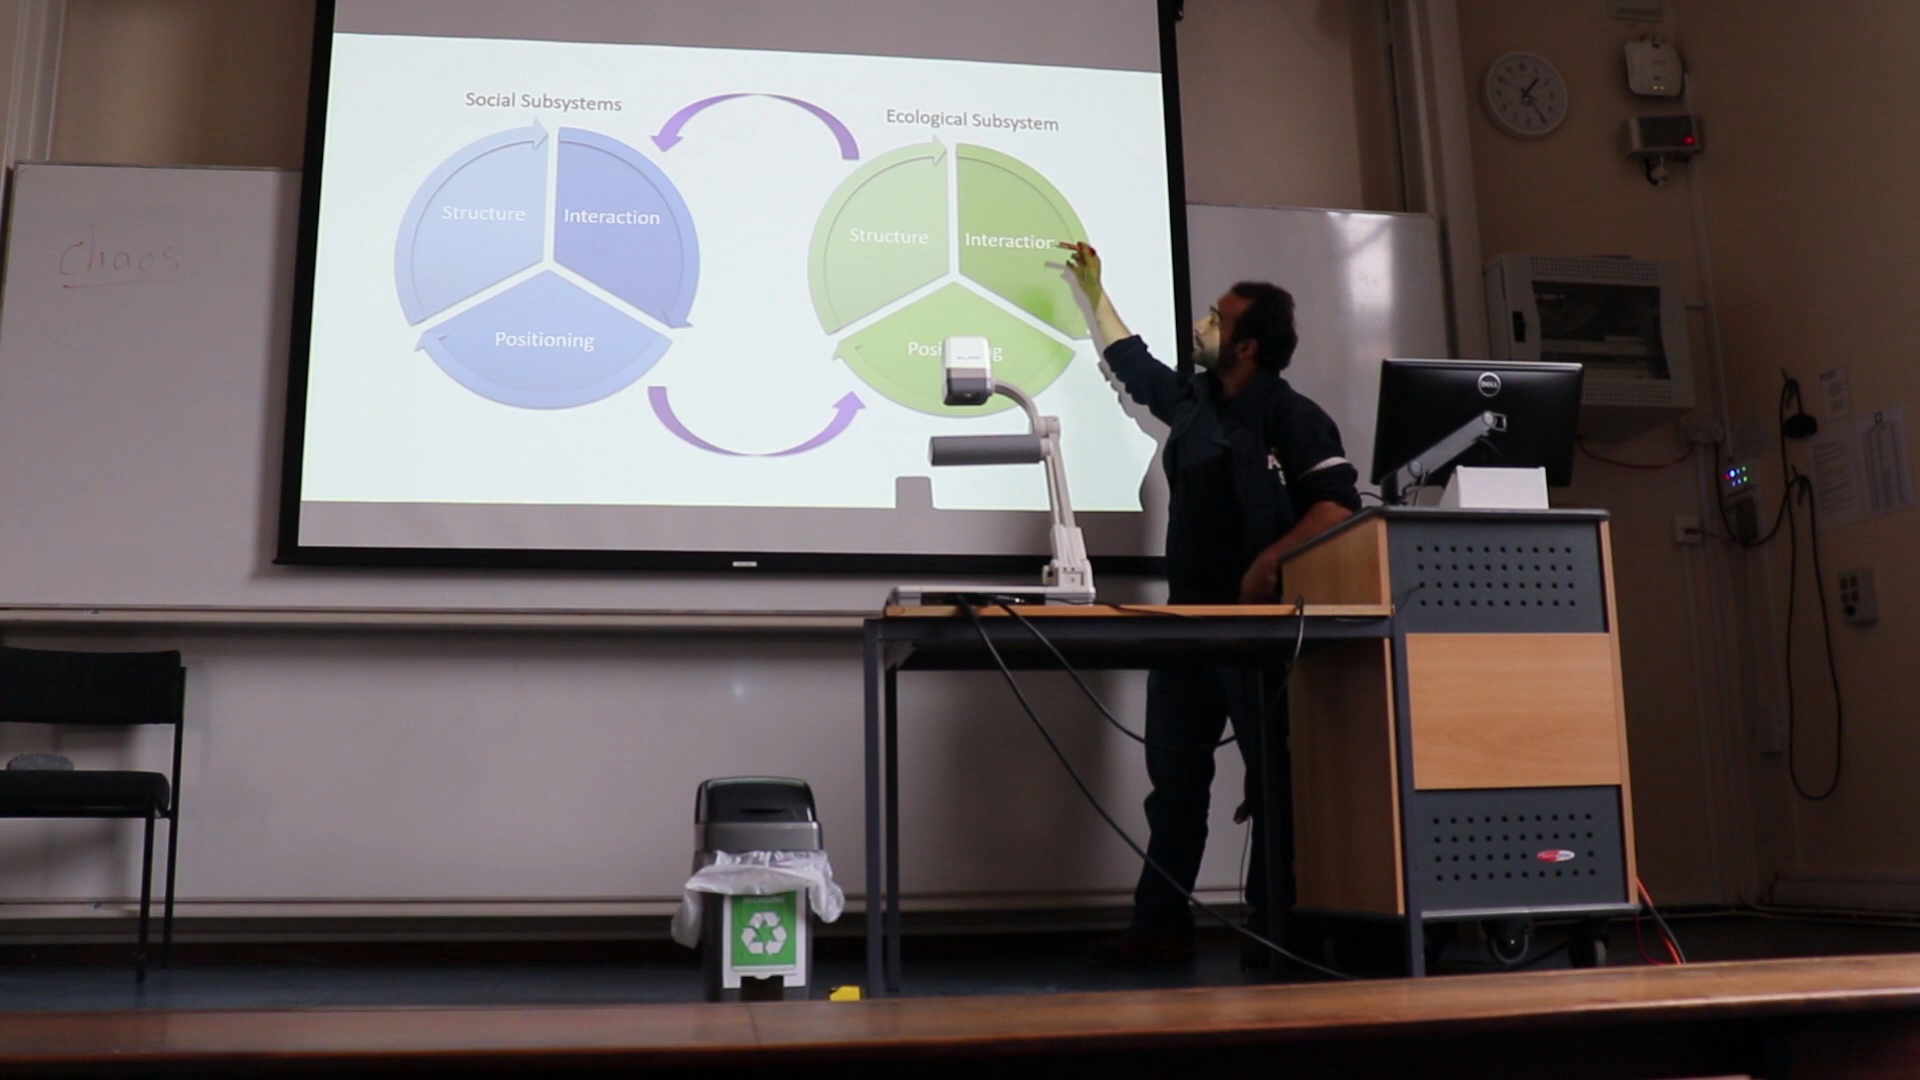 Social Subsystems
Structure
Interaction
Positioning
Ecological Subsystem
Structure
Interaction
chaos
DELL